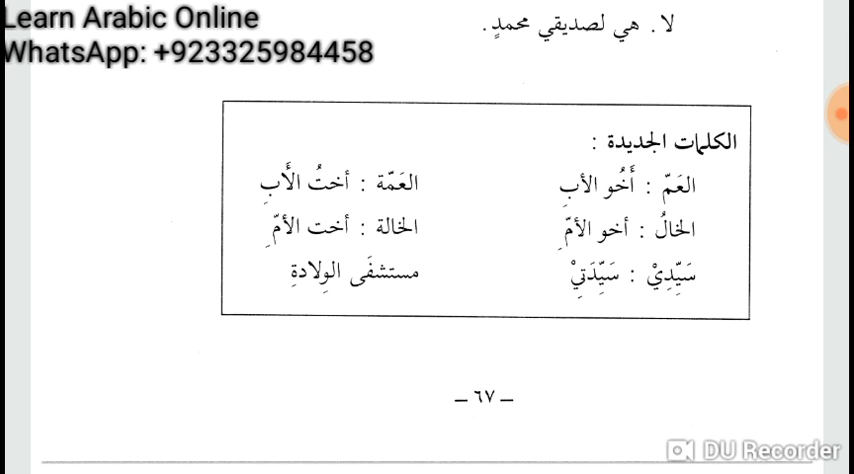 Learn Arabic Online
WhatsApp: +923325984458
لا . هي لصديقي محمدٍ .
الكلمات الجديدة :
العَمّ : أَخُو الأبِ العَمّة : أختُ الأَبِ
الخالُ : أخو الأمِّ الخالة : أخت الأمِّ
سَيِّدِيْ : سَيِّدَتِيْ مستشفَى الوِلادةِ
– ٦٧ –
DU Recorder